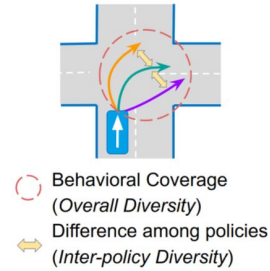 Behavioral Coverage
(Overall Diversity)
Difference among policies
(Inter-policy Diversity)